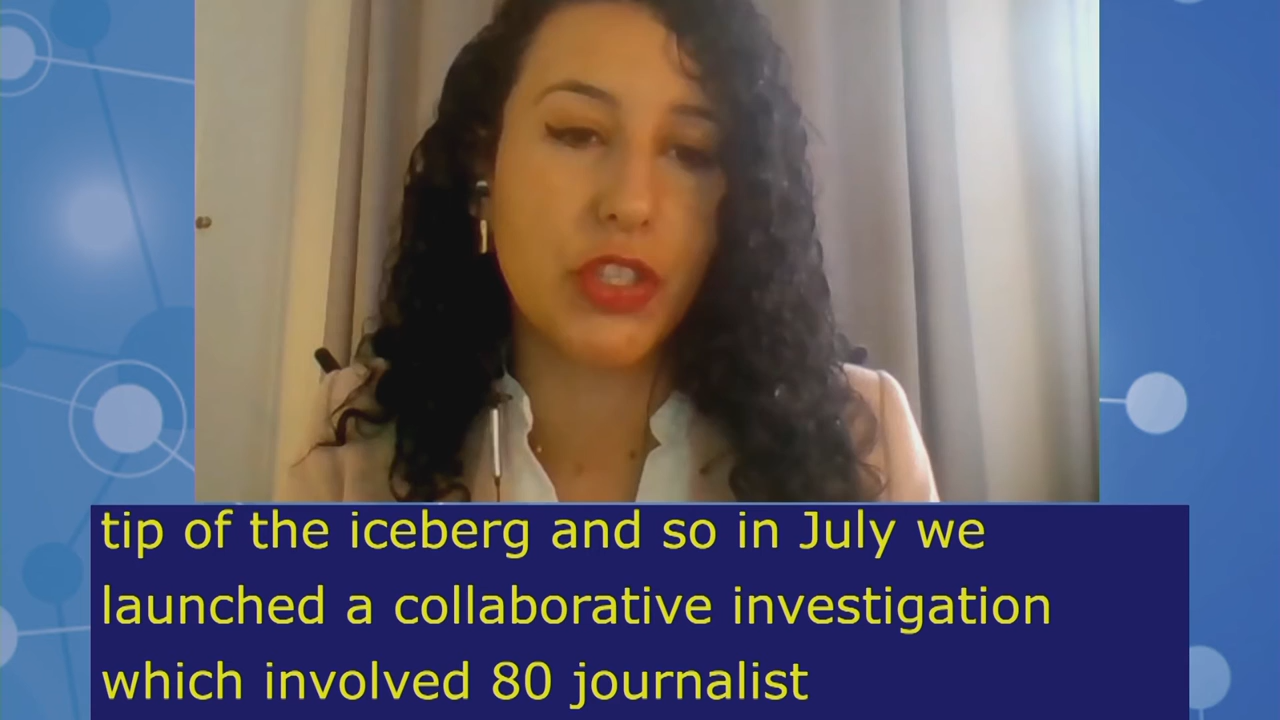 tip of the iceberg and so in July we
launched a collaborative investigation
which involved 80 journalist